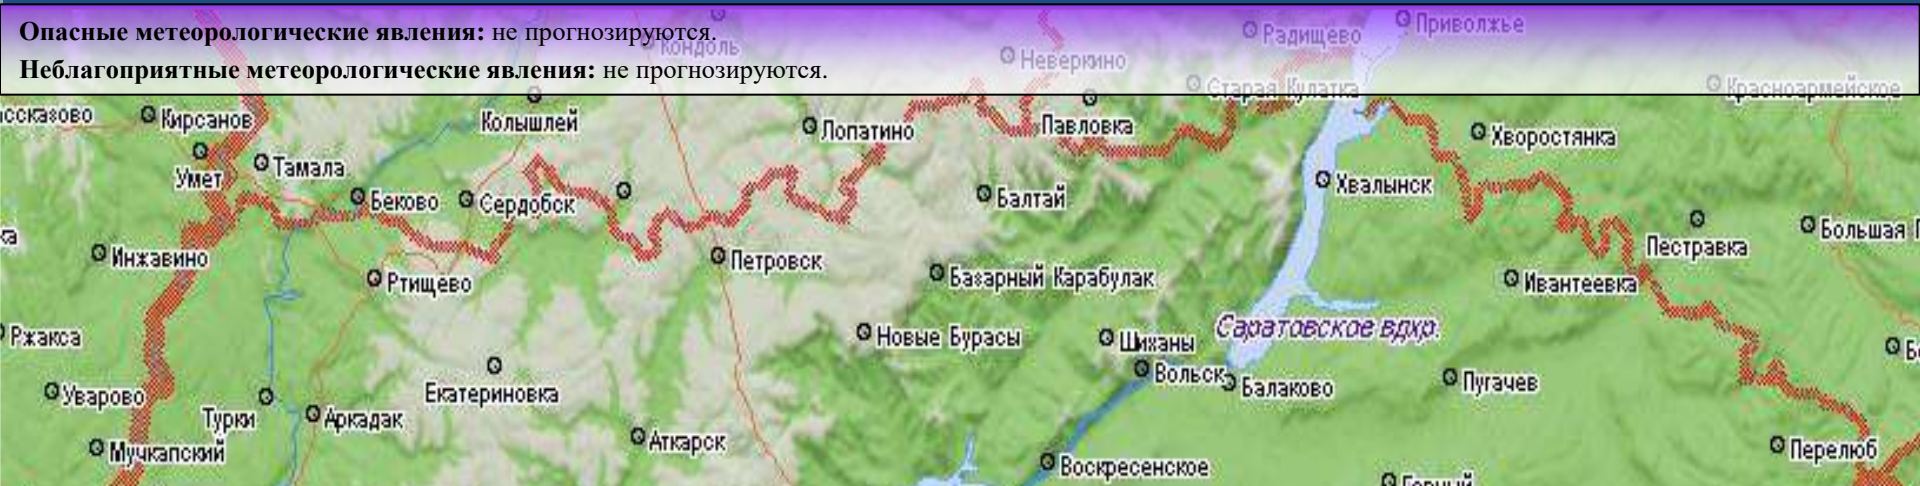 Опасные метеорологические явления: не прогнозируются.
Неблагоприятные метеорологические явления: не прогнозируются.
Кондоль
Неверкино
Радищево
Приволжье
Старая Кулатка
Красноармейское
Кирсанов
Колышлей
Лопатино
Павловка
Хворостянка
Умет
Тамала
Беково
Сердобск
Балтай
Хвалынск
Инжавино
Ртищево
Петровск
Базарный Карабулак
Ивантеевка
Пестравка
Большая
Ржакса
Новые Бурасы
Шиханы
Саратовское вдхр.
Уварово
Екатериновка
Вольск
Балаково
Пугачев
Турки
Аркадак
Аткарск
Мучкапский
Воскресенское
Перелюб